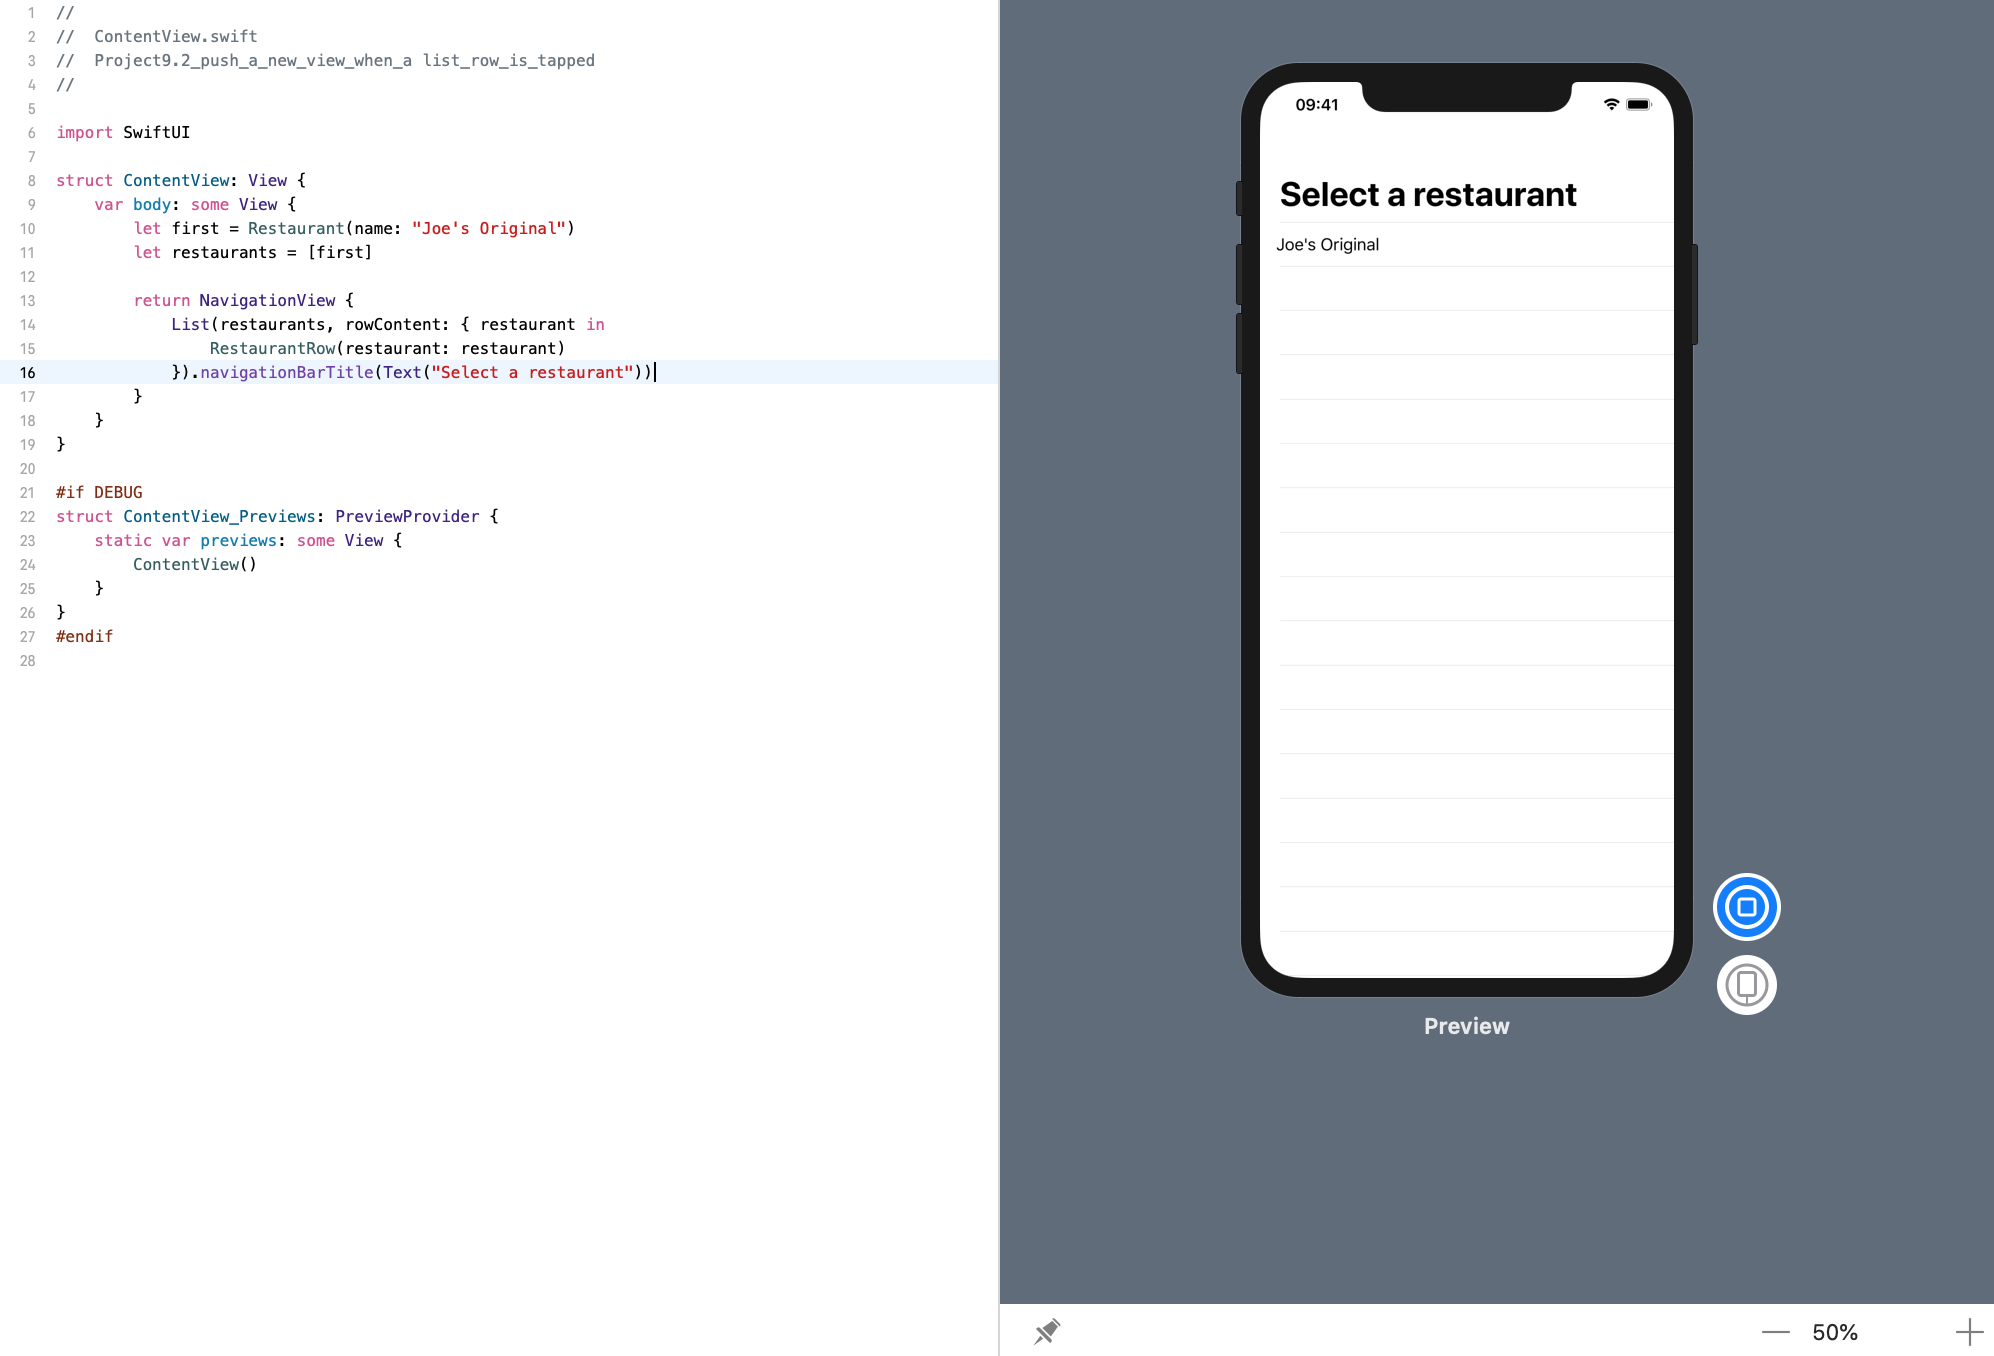 1 //
2 //  ContentView.swift
3 //  Project9.2_push_a_new_view_when_a list_row_is_tapped
4 //
5
6 import SwiftUI
7
8 struct ContentView: View {
9     var body: some View {
10         let first = Restaurant(name: "Joe's Original")
11         let restaurants = [first]
12
13         return NavigationView {
14             List(restaurants, rowContent: { restaurant in
15                 RestaurantRow(restaurant: restaurant)
16             }).navigationBarTitle(Text("Select a restaurant"))
17         }
18     }
19 }
20
21 #if DEBUG
22 struct ContentView_Previews: PreviewProvider {
23     static var previews: some View {
24         ContentView()
25     }
26 }
27 #endif
28
09:41
Select a restaurant
Joe's Original
Preview
50%